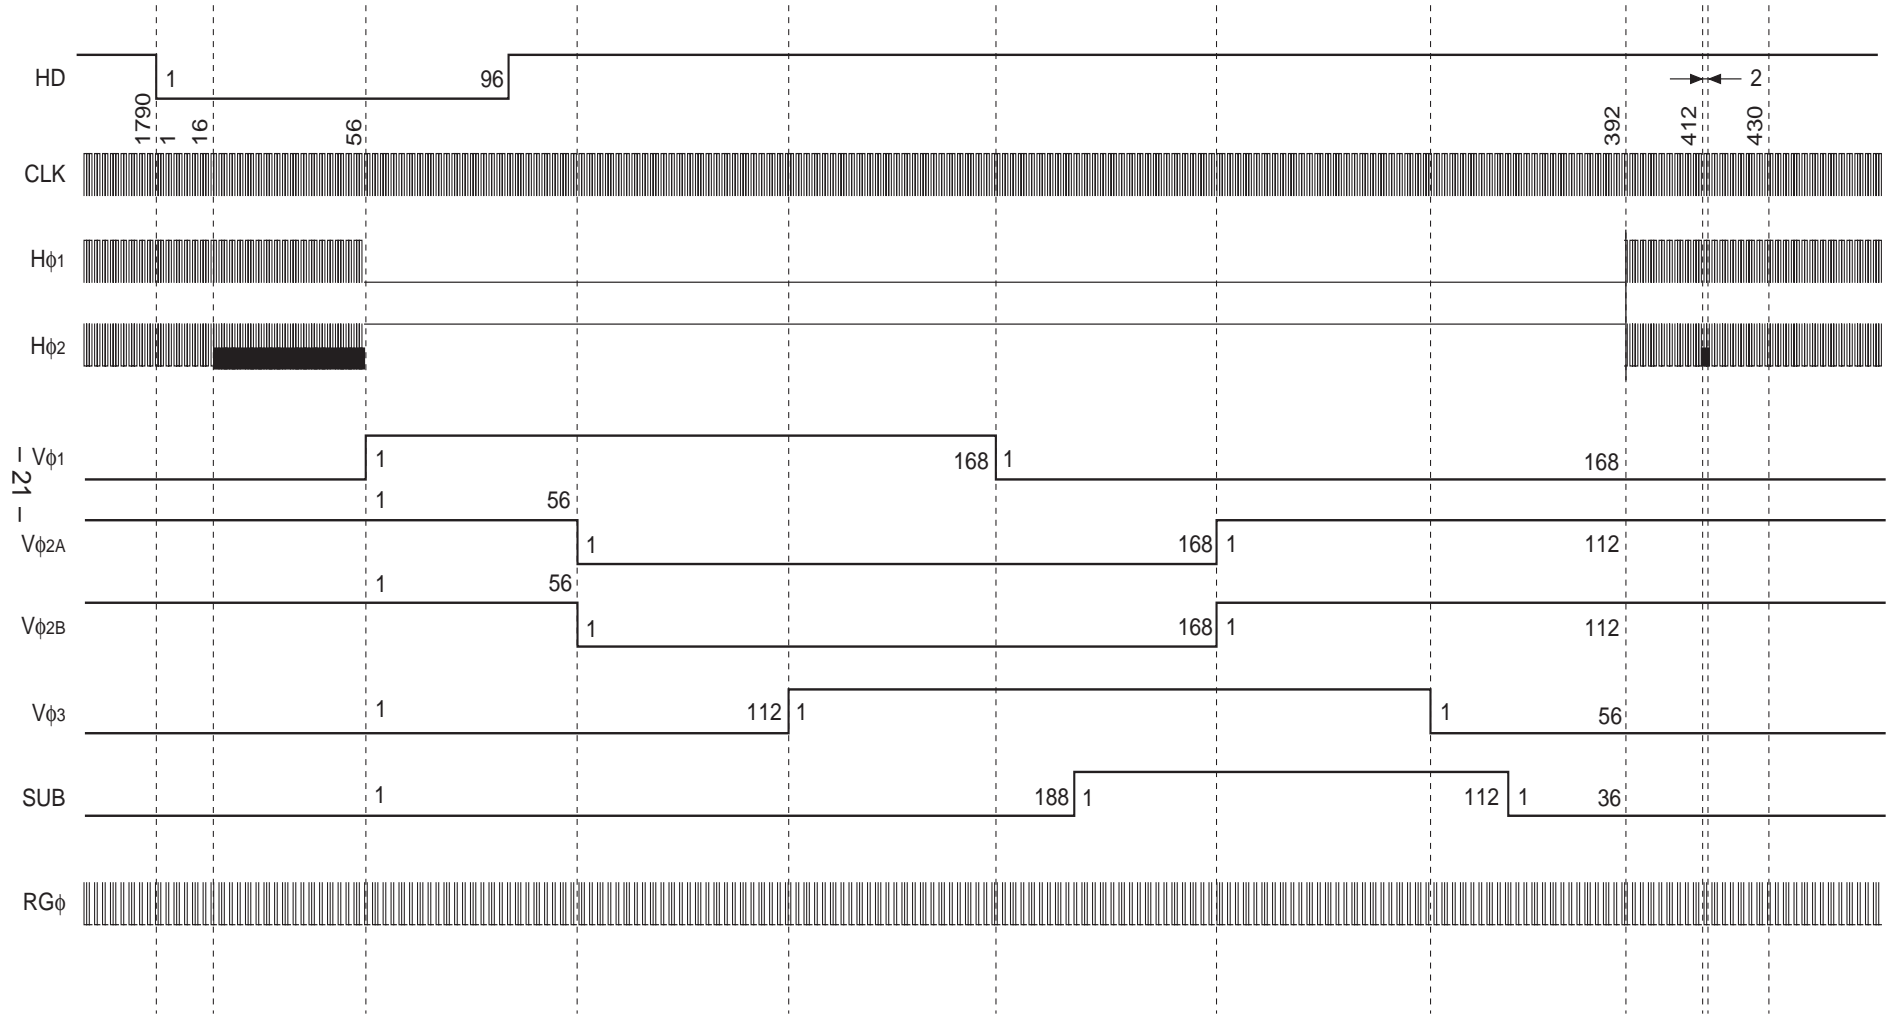 HD 1 96 2
1790 1 16 56 392 412 430
CLK
Hϕ1
Hϕ2
Vϕ1 1 168 1 168
– 21 –
1 56
Vϕ2A 1 168 1 112
1 56
Vϕ2B 1 168 1 112
Vϕ3 1 112 1 1 56
SUB 1 188 1 112 1 36
RGϕ